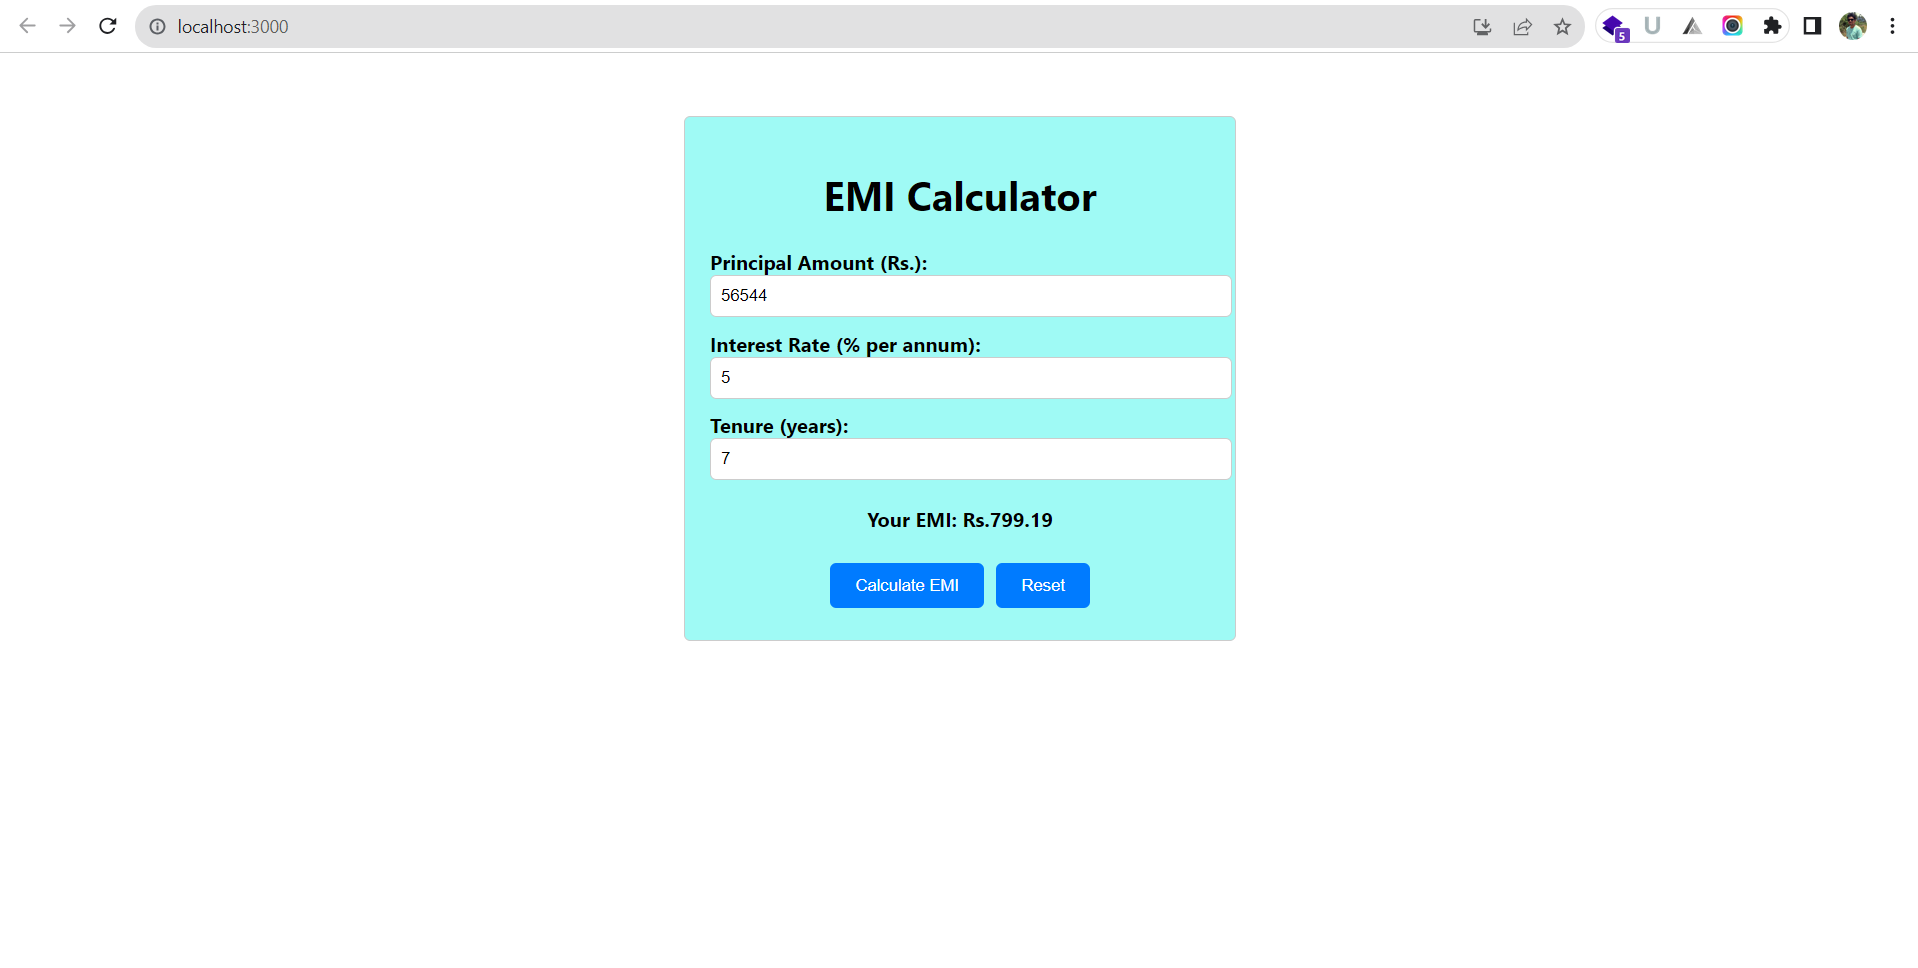 localhost:3000
5
U
EMI Calculator
Principal Amount (Rs.):
56544
Interest Rate (% per annum):
5
Tenure (years):
7
Your EMI: Rs.799.19
Calculate EMI Reset